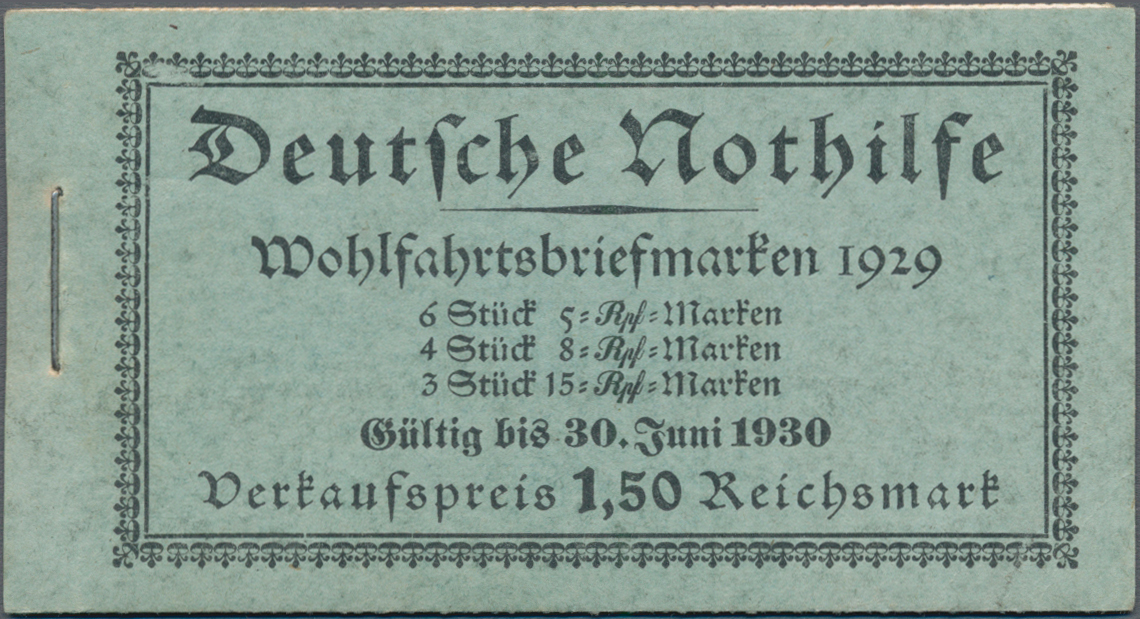 Deutsche Nothilfe
Wohlfahrtsbriefmarken 1929
6 Stück 5=Rpf=Marken
4 Stück 8=Rpf=Marken
3 Stück 15=Rpf=Marken
Gültig bis 30. Juni 1930
Verkaufspreis 1,50 Reichsmark